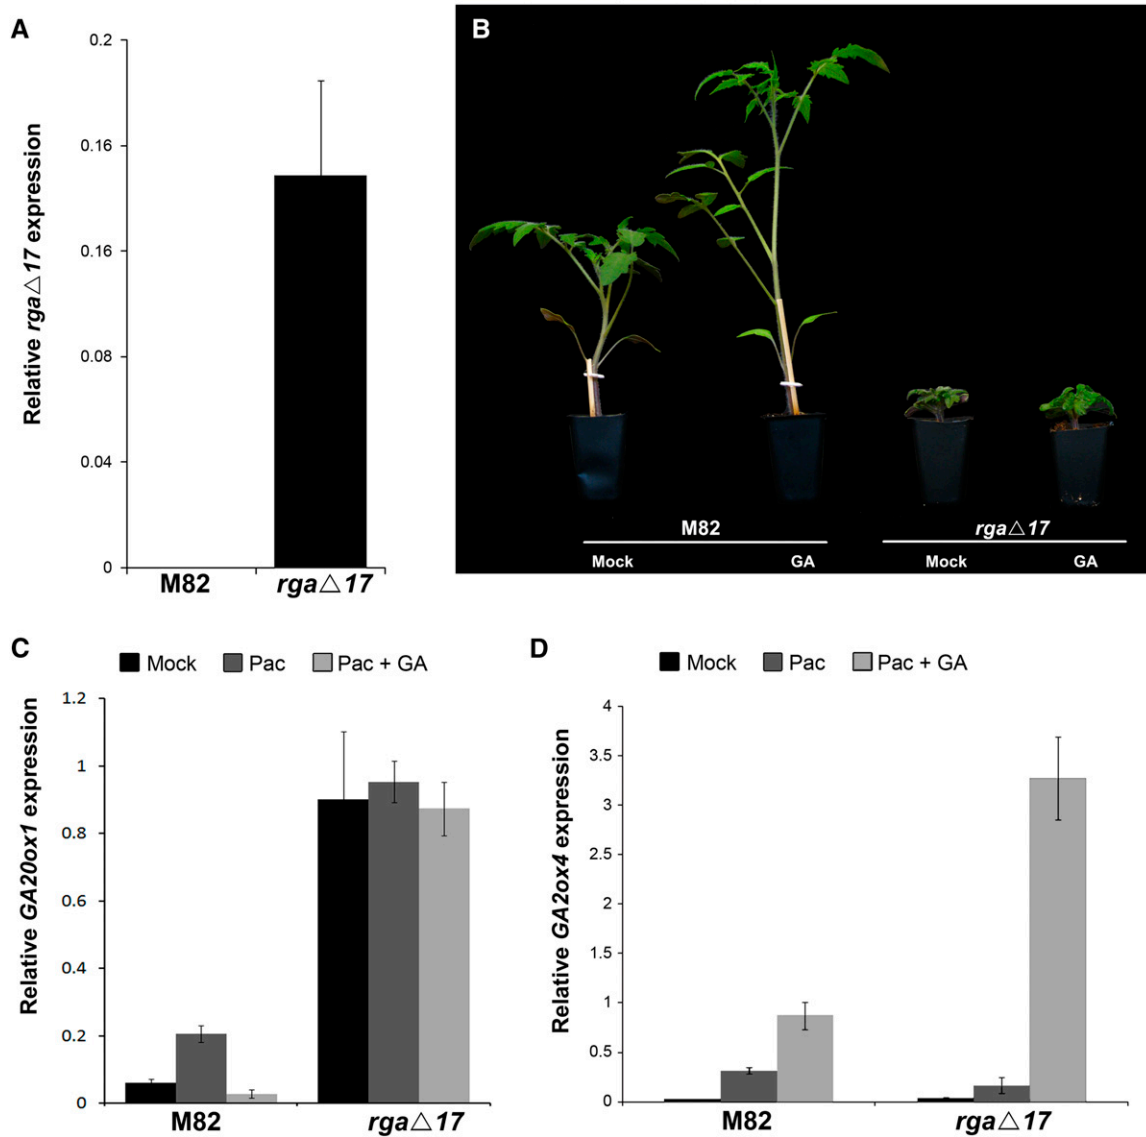 A
Relative rga△17 expression
0.2
0.16
0.16
0.08
0.04
0
M82
rga△17
B
M82
rga△17
Mock
GA
Mock
GA
C
Mock
Pac
Pac + GA
Relative GA20ox1 expression
1.2
1
0.8
0.6
0.4
0.2
0
M82
rga△17
D
Mock
Pac
Pac + GA
Relative GA2ox4 expression
4
3.5
3
2.5
2
1.5
1
0.5
0
M82
rga△17